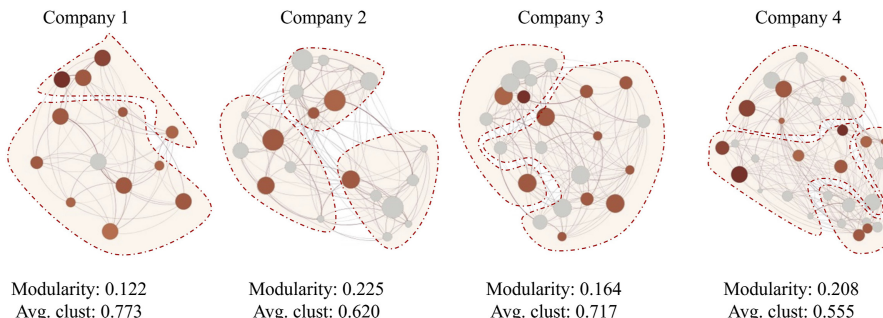 Company 1
Company 2
Company 3
Company 4
Modularity: 0.122
Avg. clust: 0.773
Modularity: 0.225
Avg. clust: 0.620
Modularity: 0.164
Avg. clust: 0.717
Modularity: 0.208
Avg. clust: 0.555